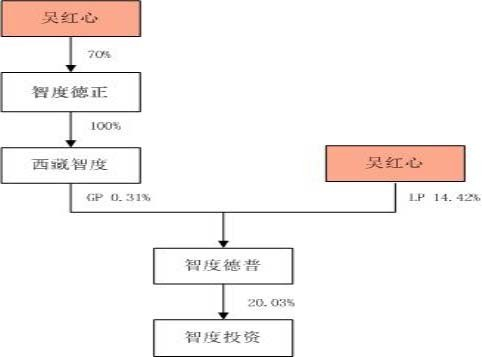 吴红心
70%
智度德正
100%
西藏智度
吴红心
GP 0.31%
LP 14.42%
智度德普
20.03%
智度投资